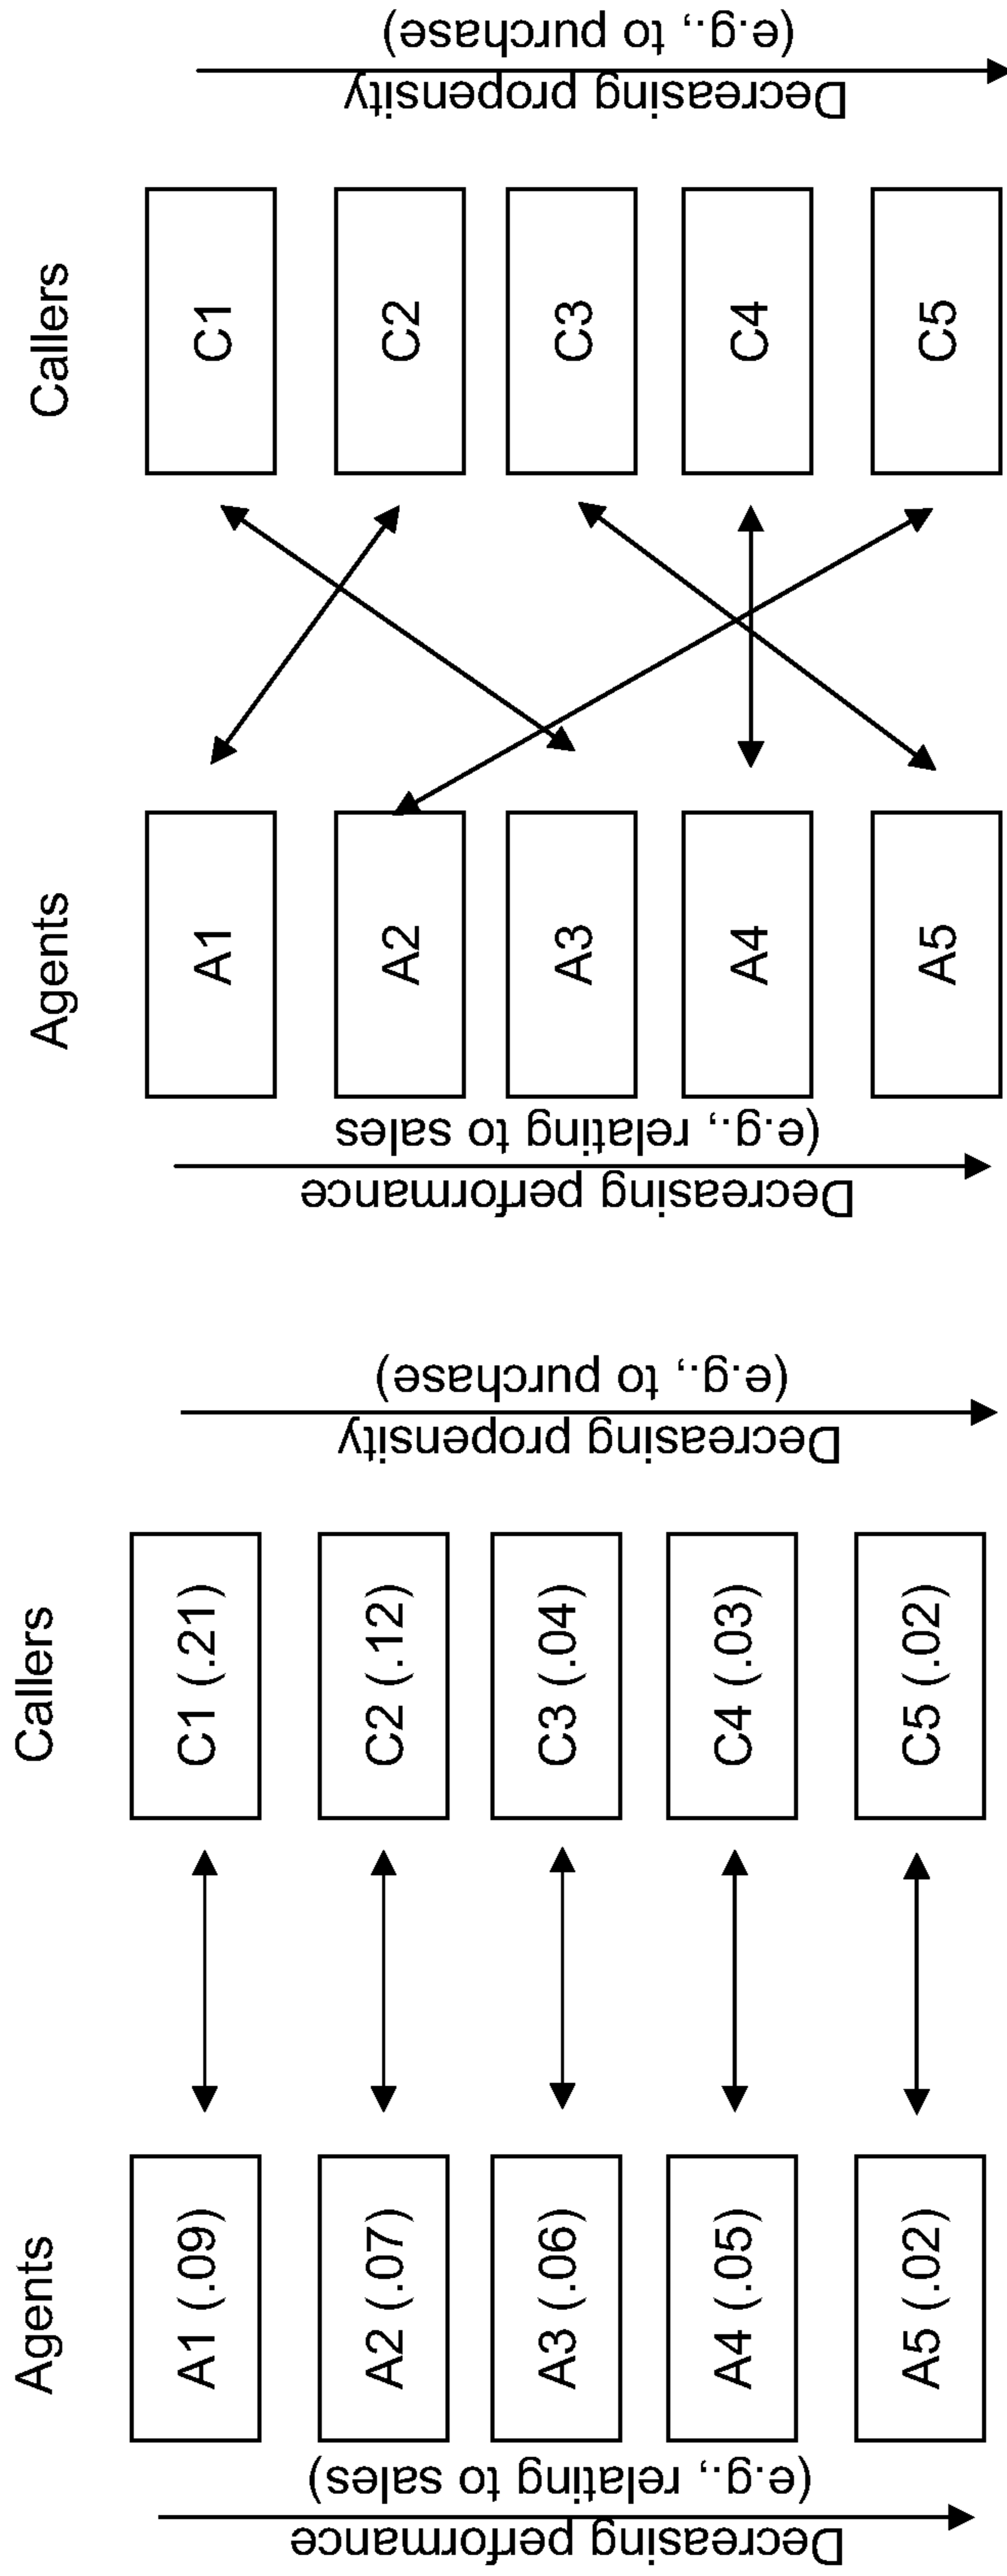 Agents
Callers
Decreasing performance
(e.g., relating to sales)
A1 (.09)
C1 (.21)
A2 (.07)
C2 (.12)
A3 (.06)
C3 (.04)
A4 (.05)
C4 (.03)
A5 (.02)
C5 (.02)
Decreasing propensity
(e.g., to purchase)
Agents
Callers
Decreasing performance
(e.g., relating to sales
A1
C1
A2
C2
A3
C3
A4
C4
A5
C5
Decreasing propensity
(e.g., to purchase)